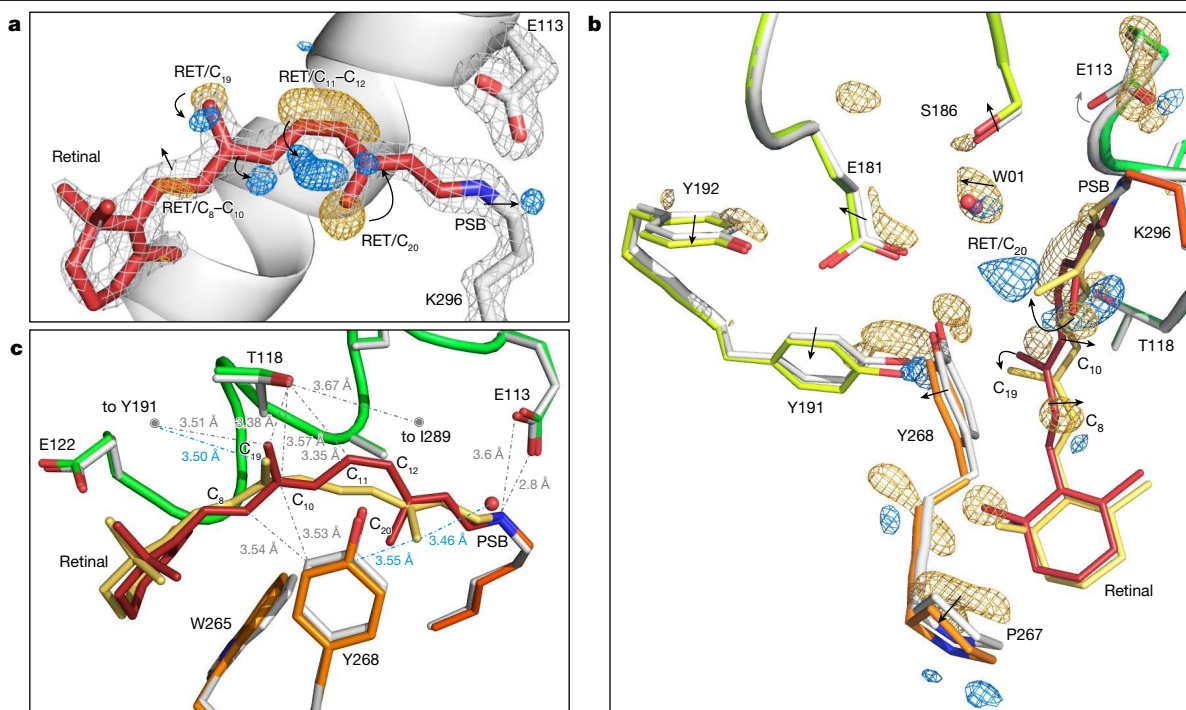 a
E113
RET/C19
RET/C11–C12
Retinal
RET/C8–C10
PSB
RET/C20
K296
b
E113
S186
E181
W01
PSB
Y192
RET/C20
K296
T118
C10
C19
Y191
C8
Y268
Retinal
P267
c
T118
3.67 Å
E113
to Y191
3.51 Å
3.38 Å
to I289
E122
3.57 Å
3.6 Å
3.50 Å
C19
3.35 Å
C12
C8
C11
2.8 Å
C10
C20
3.53 Å
PSB
Retinal
3.54 Å
3.46 Å
3.55 Å
W265
Y268